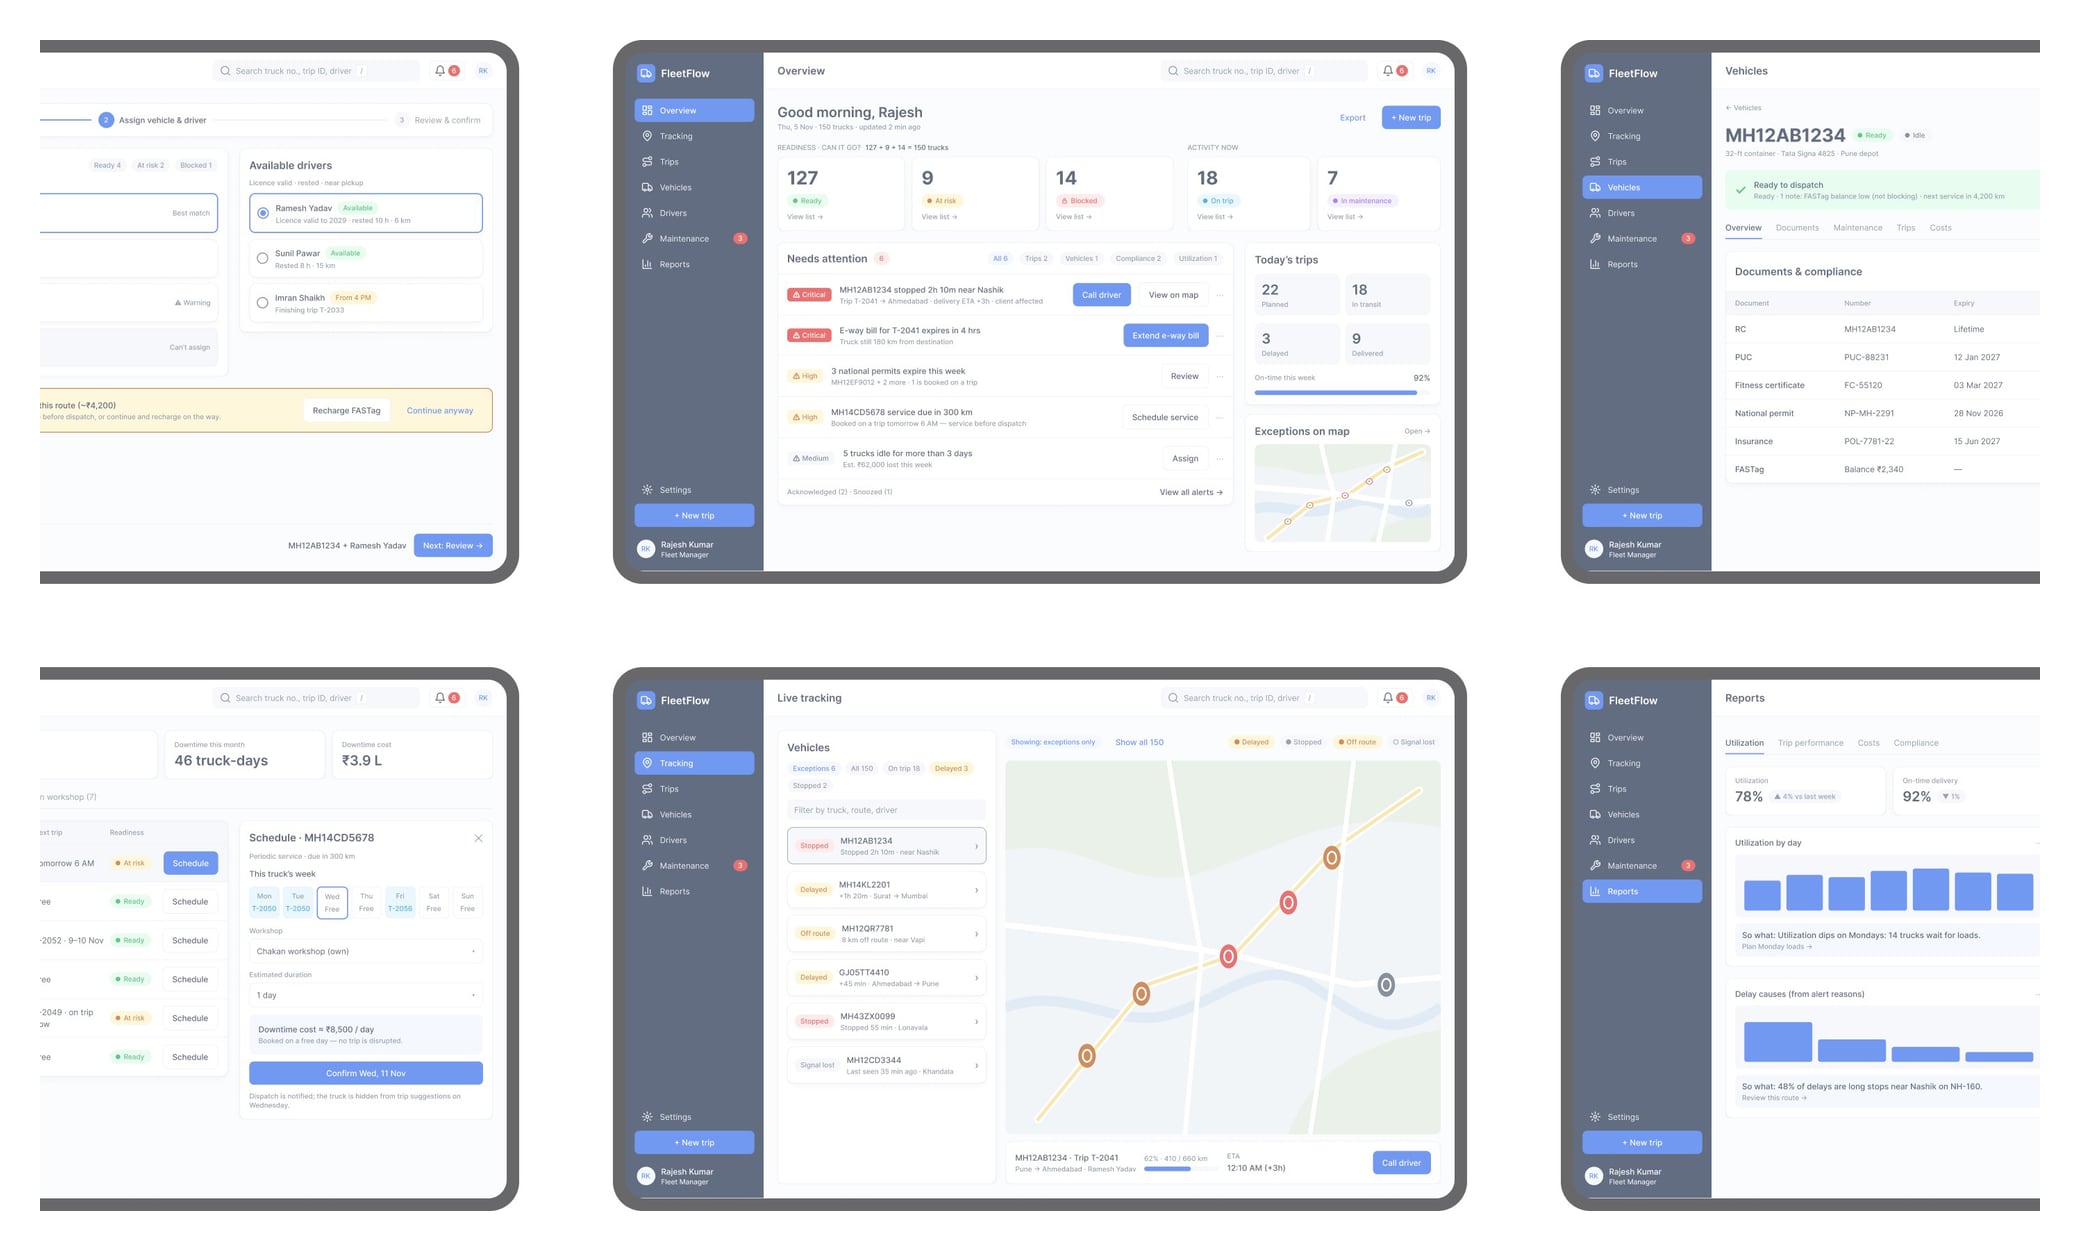 Search truck no., trip ID, driver /
6
RK
2 Assign vehicle & driver
3 Review & confirm
Ready 4
At risk 2
Blocked 1
Best match
Warning
Can't assign
Available drivers
Licence valid · rested · near pickup
Ramesh Yadav Available
Licence valid to 2029 · rested 10 h · 6 km
Sunil Pawar Available
Rested 8 h · 15 km
Imran Shaikh From 4 PM
Finishing trip T-2033
this route (~₹4,200)
before dispatch, or continue and recharge on the way.
Recharge FASTag
Continue anyway
MH12AB1234 + Ramesh Yadav
Next: Review →
FleetFlow
Overview
Tracking
Trips
Vehicles
Drivers
Maintenance 3
Reports
Settings
+ New trip
RK
Rajesh Kumar
Fleet Manager
Overview
Search truck no., trip ID, driver /
6
RK
Good morning, Rajesh
Thu, 5 Nov · 150 trucks · updated 2 min ago
Export
+ New trip
READINESS · CAN IT GO? 127 + 9 + 14 = 150 trucks
127
Ready
View list →
9
At risk
View list →
14
Blocked
View list →
ACTIVITY NOW
18
On trip
View list →
7
In maintenance
View list →
Needs attention 6
All 6
Trips 2
Vehicles 1
Compliance 2
Utilization 1
Critical
MH12AB1234 stopped 2h 10m near Nashik
Trip T-2041 → Ahmedabad · delivery ETA +3h · client affected
Call driver
View on map
...
Critical
E-way bill for T-2041 expires in 4 hrs
Truck still 180 km from destination
Extend e-way bill
...
High
3 national permits expire this week
MH12EF9012 + 2 more · 1 is booked on a trip
Review
...
High
MH14CD5678 service due in 300 km
Booked on a trip tomorrow 6 AM — service before dispatch
Schedule service
...
Medium
5 trucks idle for more than 3 days
Est. ₹62,000 lost this week
Assign
...
Acknowledged (2) · Snoozed (1)
View all alerts →
Today's trips
22
Planned
18
In transit
3
Delayed
9
Delivered
On-time this week 92%
Exceptions on map
Open →
FleetFlow
Overview
Tracking
Trips
Vehicles
Drivers
Maintenance 3
Reports
Settings
+ New trip
RK
Rajesh Kumar
Fleet Manager
Vehicles
← Vehicles
MH12AB1234 Ready Idle
32-ft container · Tata Signa 4825 · Pune depot
Ready to dispatch
Ready · 1 note: FASTag balance low (not blocking) · next service in 4,200 km
Overview
Documents
Maintenance
Trips
Costs
Documents & compliance
Document Number Expiry
RC MH12AB1234 Lifetime
PUC PUC-88231 12 Jan 2027
Fitness certificate FC-55120 03 Mar 2027
National permit NP-MH-2291 28 Nov 2026
Insurance POL-7781-22 15 Jun 2027
FASTag Balance ₹2,340 —
Search truck no., trip ID, driver /
6
RK
Downtime this month
46 truck-days
Downtime cost
₹3.9 L
n workshop (7)
ext trip Readiness
omorrow 6 AM At risk Schedule
ree Ready Schedule
-2052 · 9–10 Nov Ready Schedule
ree Ready Schedule
-2049 · on trip
ow
At risk Schedule
ree Ready Schedule
Schedule · MH14CD5678
Periodic service · due in 300 km
This truck's week
Mon
T-2050
Tue
T-2050
Wed
Free
Thu
Free
Fri
T-2056
Sat
Free
Sun
Free
Workshop
Chakan workshop (own)
Estimated duration
1 day
Downtime cost ≈ ₹8,500 / day
Booked on a free day — no trip is disrupted.
Confirm Wed, 11 Nov
Dispatch is notified; the truck is hidden from trip suggestions on
Wednesday.
FleetFlow
Overview
Tracking
Trips
Vehicles
Drivers
Maintenance 3
Reports
Settings
+ New trip
RK
Rajesh Kumar
Fleet Manager
Live tracking
Search truck no., trip ID, driver /
6
RK
Vehicles
Exceptions 6
All 150
On trip 18
Delayed 3
Stopped 2
Filter by truck, route, driver
Stopped
MH12AB1234
Stopped 2h 10m · near Nashik
Delayed
MH14KL2201
+1h 20m · Surat → Mumbai
Off route
MH12QR7781
8 km off route · near Vapi
Delayed
GJ05TT4410
+45 min · Ahmedabad → Pune
Stopped
MH43ZX0099
Stopped 55 min · Lonavala
Signal lost
MH12CD3344
Last seen 35 min ago · Khandala
Showing: exceptions only
Show all 150
Delayed
Stopped
Off route
Signal lost
MH12AB1234 · Trip T-2041
Pune → Ahmedabad · Ramesh Yadav
62% · 410 / 660 km
ETA
12:10 AM (+3h)
Call driver
FleetFlow
Overview
Tracking
Trips
Vehicles
Drivers
Maintenance 3
Reports
Settings
+ New trip
RK
Rajesh Kumar
Fleet Manager
Reports
Utilization
Trip performance
Costs
Compliance
Utilization
78% ▲ 4% vs last week
On-time delivery
92% ▼ 1%
Utilization by day
So what: Utilization dips on Mondays: 14 trucks wait for loads.
Plan Monday loads →
Delay causes (from alert reasons)
So what: 48% of delays are long stops near Nashik on NH-160.
Review this route →